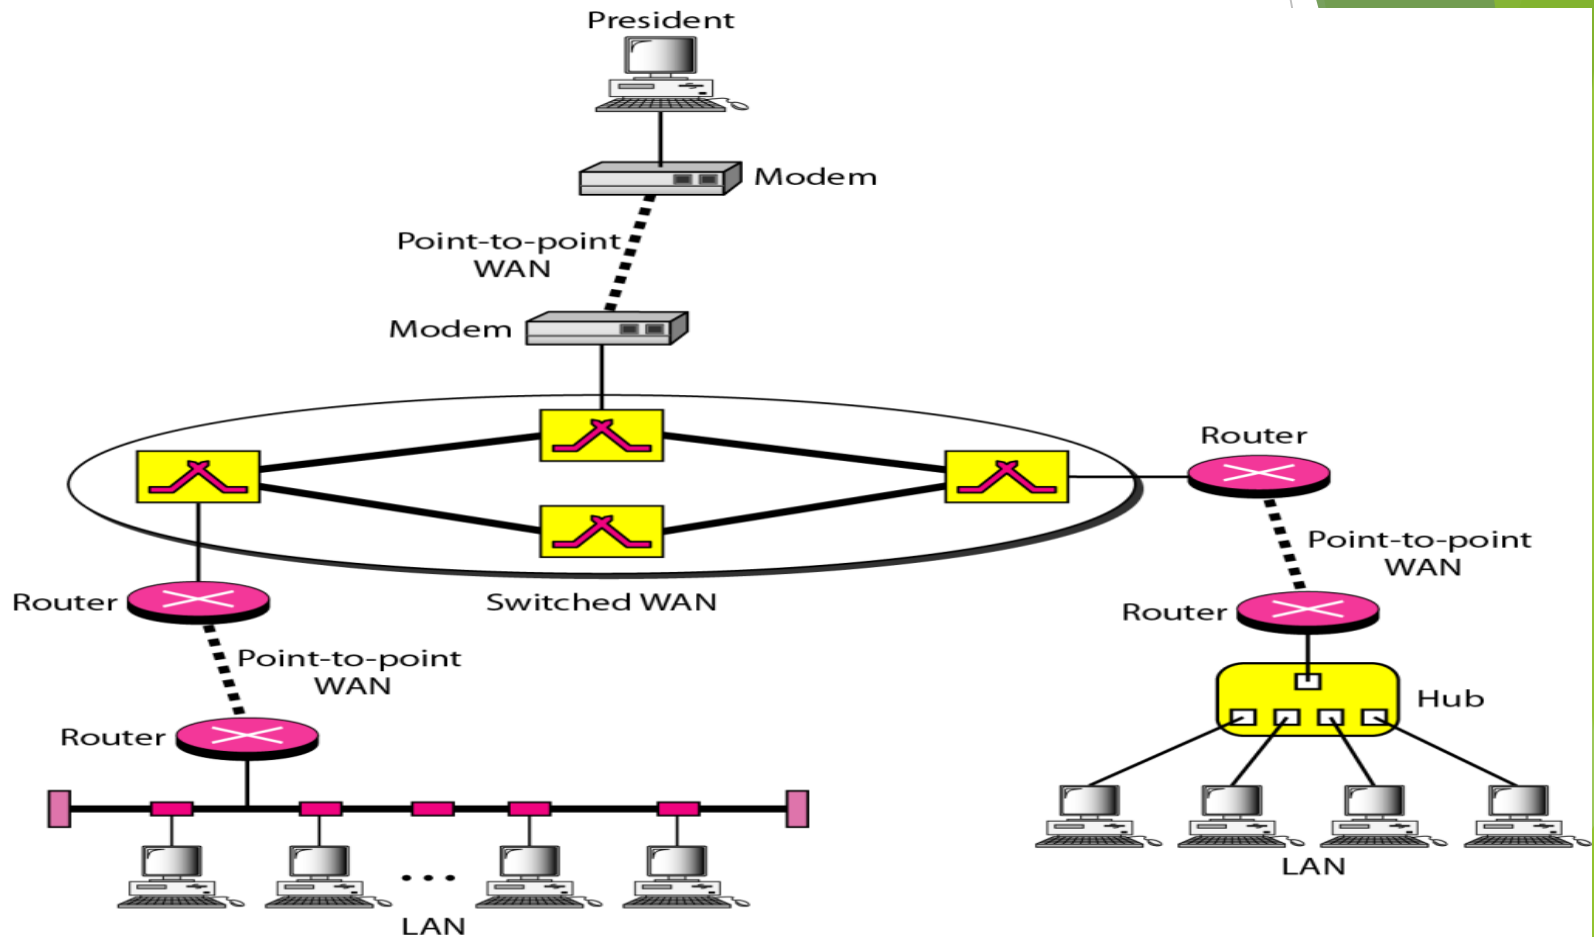 President
Modem
Point-to-point
WAN
Modem
Router
Point-to-point
WAN
Router
Switched WAN
Router
Point-to-point
WAN
Router
Hub
LAN
LAN